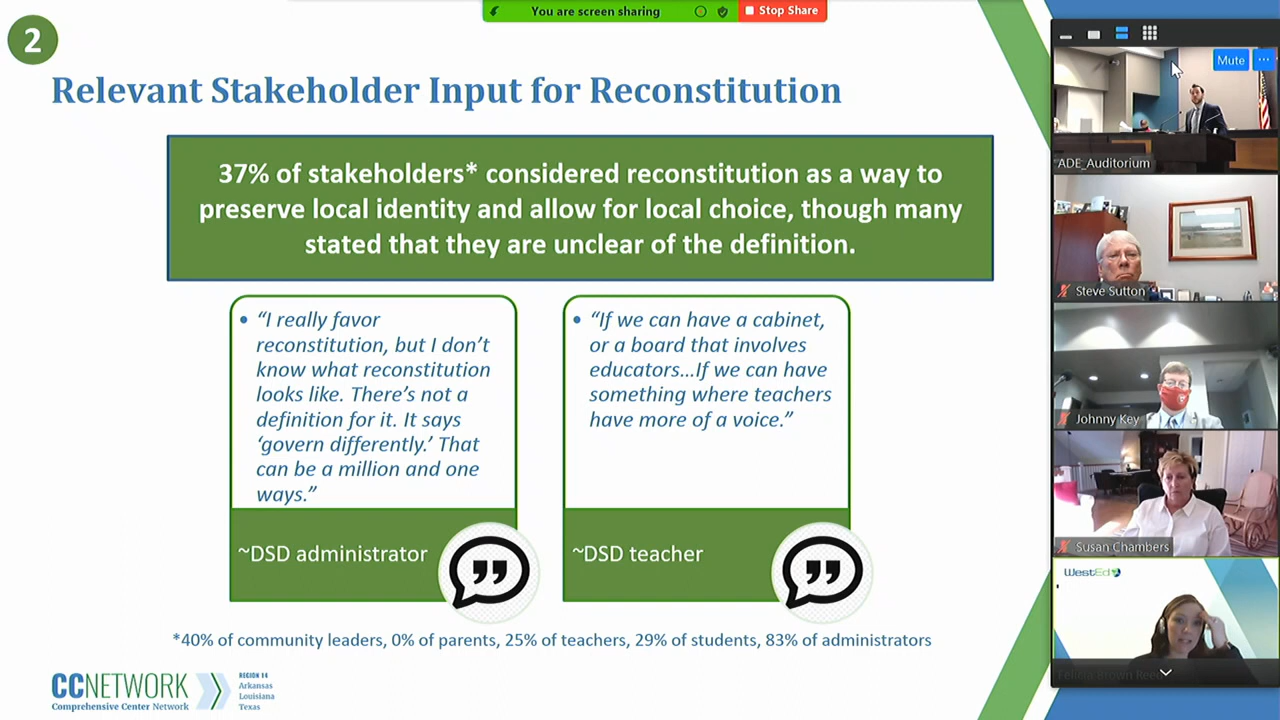 You are screen sharing
Stop Share
2
Relevant Stakeholder Input for Reconstitution
37% of stakeholders* considered reconstitution as a way to
preserve local identity and allow for local choice, though many
stated that they are unclear of the definition.
• “I really favor
reconstitution, but I don’t
know what reconstitution
looks like. There’s not a
definition for it. It says
‘govern differently.’ That
can be a million and one
ways.”
~DSD administrator
• “If we can have a cabinet,
or a board that involves
educators…If we can have
something where teachers
have more of a voice.”
~DSD teacher
*40% of community leaders, 0% of parents, 25% of teachers, 29% of students, 83% of administrators
CCNETWORK
Comprehensive Center Network
REGION 14
Arkansas
Louisiana
Texas
Mute
ADE_Auditorium
Steve Sutton
Johnny Key
Susan Chambers
WestEd